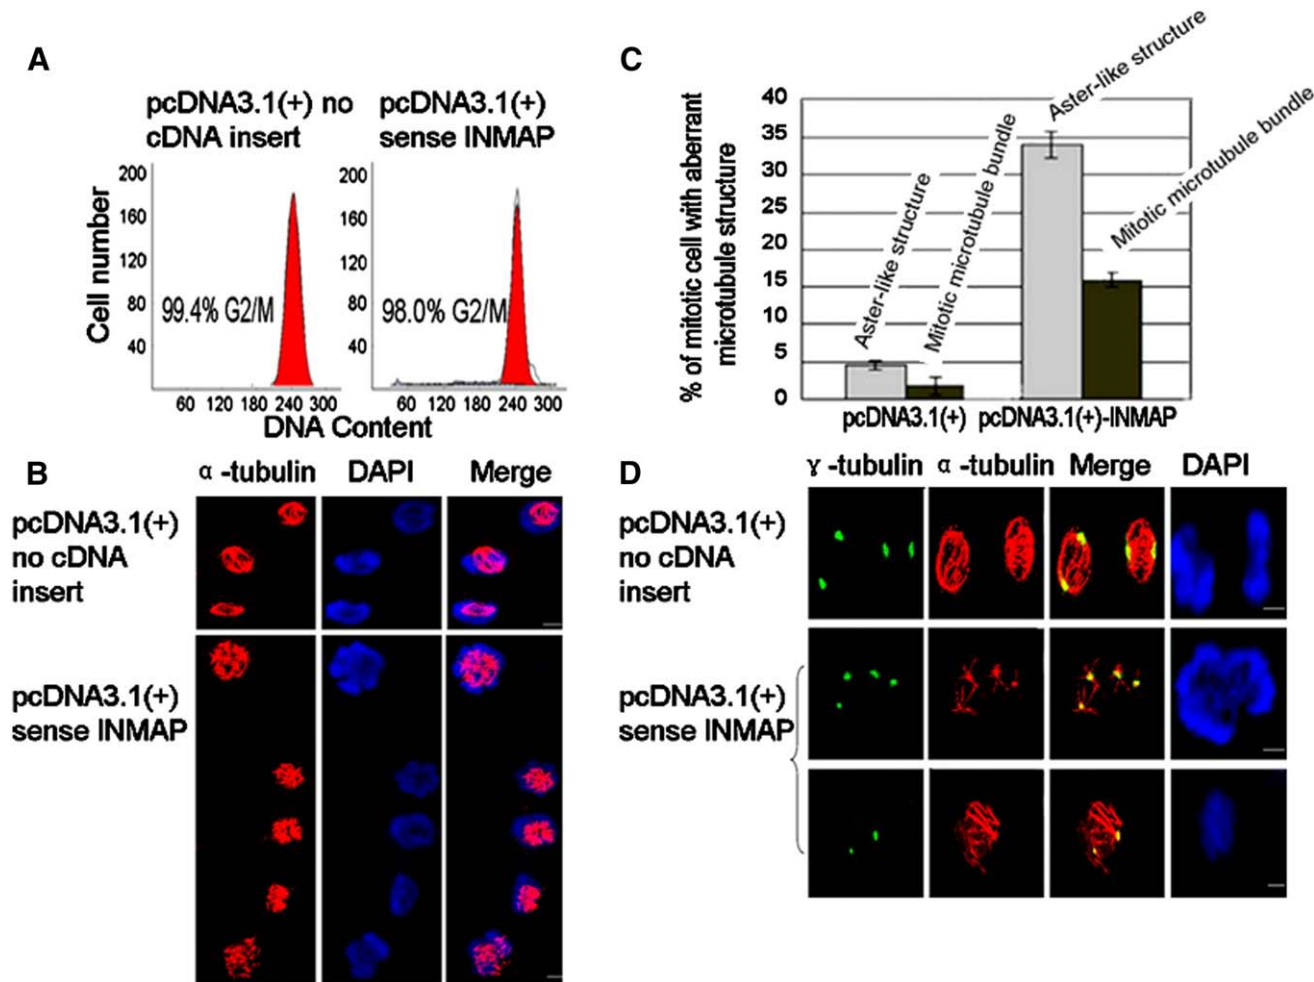 A
pcDNA3.1(+) no
cDNA insert
pcDNA3.1(+)
sense INMAP
Cell number
200
160
120
80
40
99.4% G2/M
60 120 180 240 300
200
160
120
80
40
98.0% G2/M
60 120 180 240 300
DNA Content
C
% of mitotic cell with aberrant
microtubule structure
40
35
30
25
20
15
10
5
0
Aster-like structure
Mitotic microtubule bundle
Aster-like structure
Mitotic microtubule bundle
pcDNA3.1(+)
pcDNA3.1(+)-INMAP
B
α -tubulin
DAPI
Merge
pcDNA3.1(+)
no cDNA
insert
pcDNA3.1(+)
sense INMAP
D
γ -tubulin
α -tubulin
Merge
DAPI
pcDNA3.1(+)
no cDNA
insert
pcDNA3.1(+)
sense INMAP